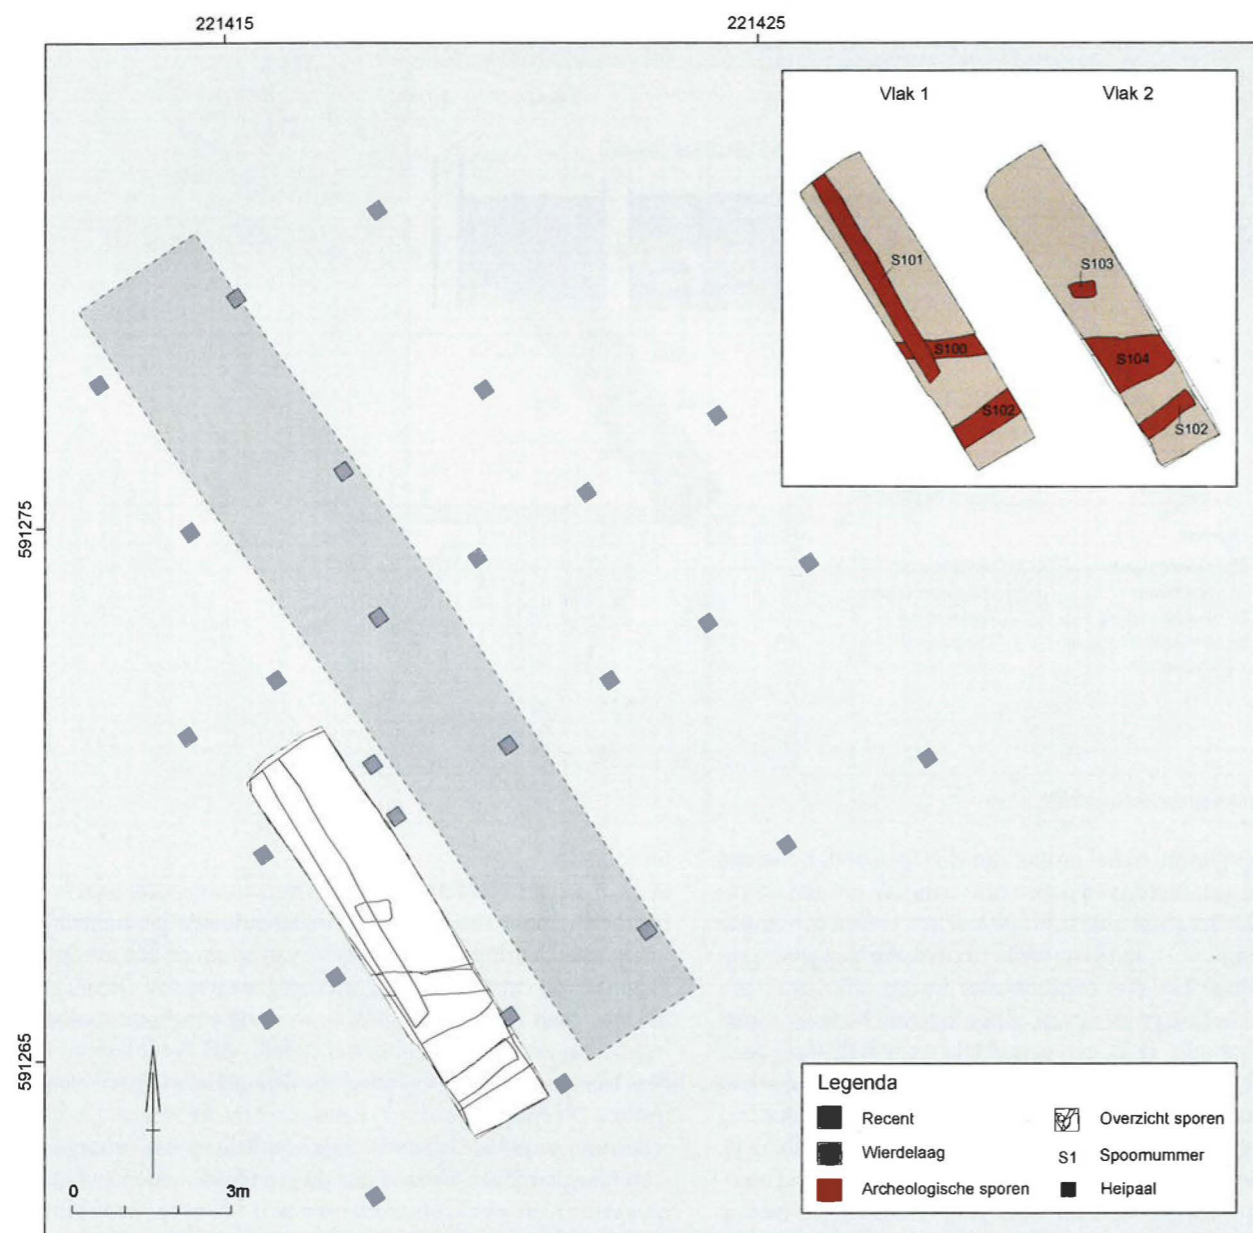 221415 221425
Vlak 1 Vlak 2
S101
S103
S100
S104
S102
S102
591275
591265
0 3m
Legenda
Recent
Wierdelaag
Archeologische sporen
Overzicht sporen
S1 Spoornummer
Heipaal